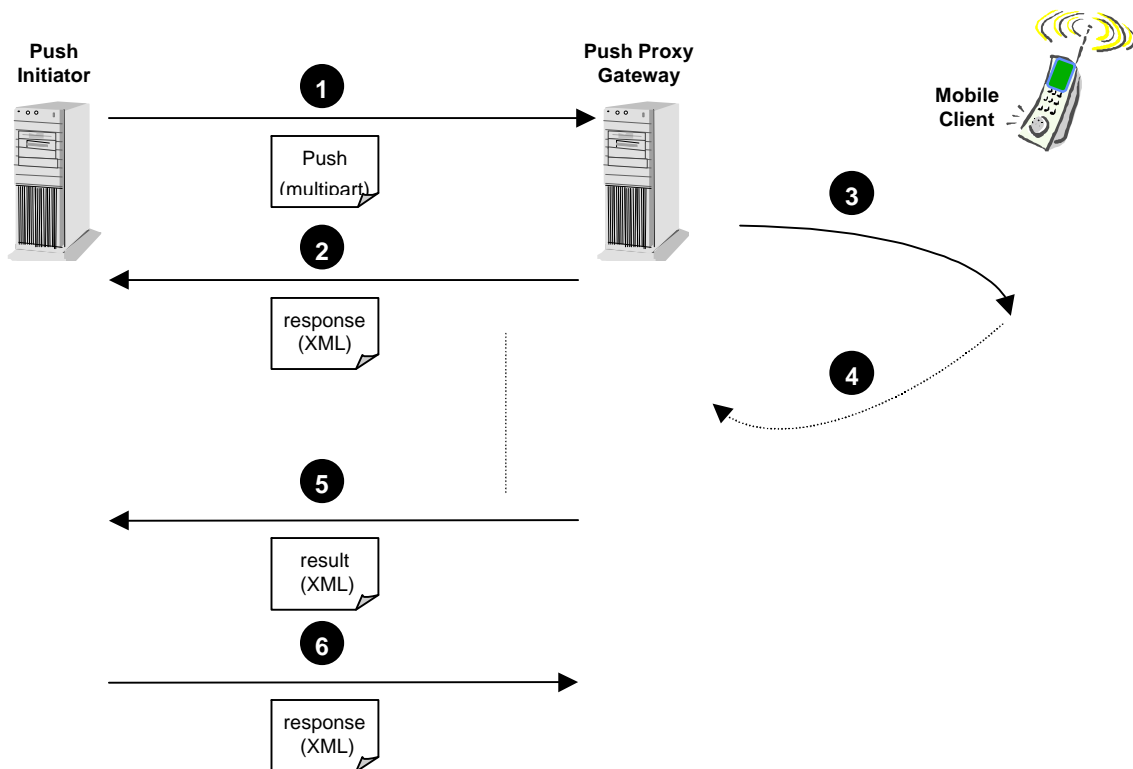 Push
Initiator
Push Proxy
Gateway
Mobile
Client
1
Push
(multipart)
2
response
(XML)
3
4
5
result
(XML)
6
response
(XML)